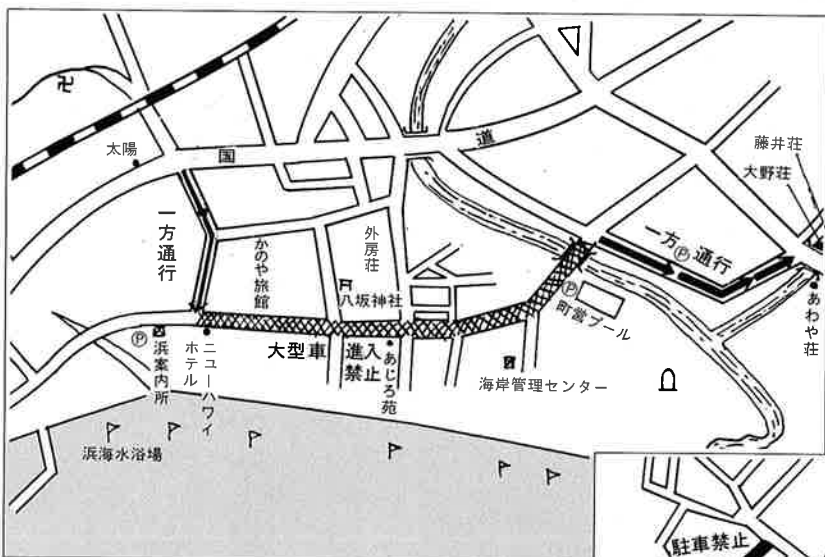 卍
太陽
国
道
藤井荘
大野荘
一方通行
かのや旅館
外房荘
八坂神社
一方Ⓟ通行
あわや荘
Ⓟ
町営プール
大型車
進入
禁止
あじろ苑
海岸管理センター
Ⓟ
浜案内所
ホテル
ニューハワイ
浜海水浴場
駐車禁止